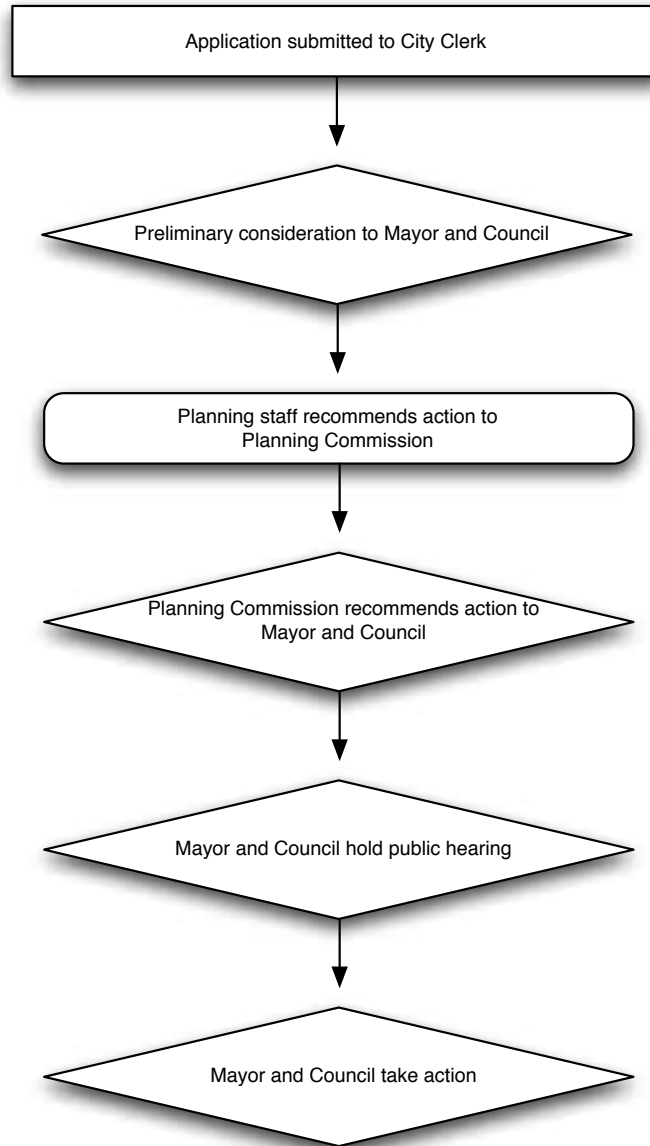 Application submitted to City Clerk
Preliminary consideration to Mayor and Council
Planning staff recommends action to
Planning Commission
Planning Commission recommends action to
Mayor and Council
Mayor and Council hold public hearing
Mayor and Council take action